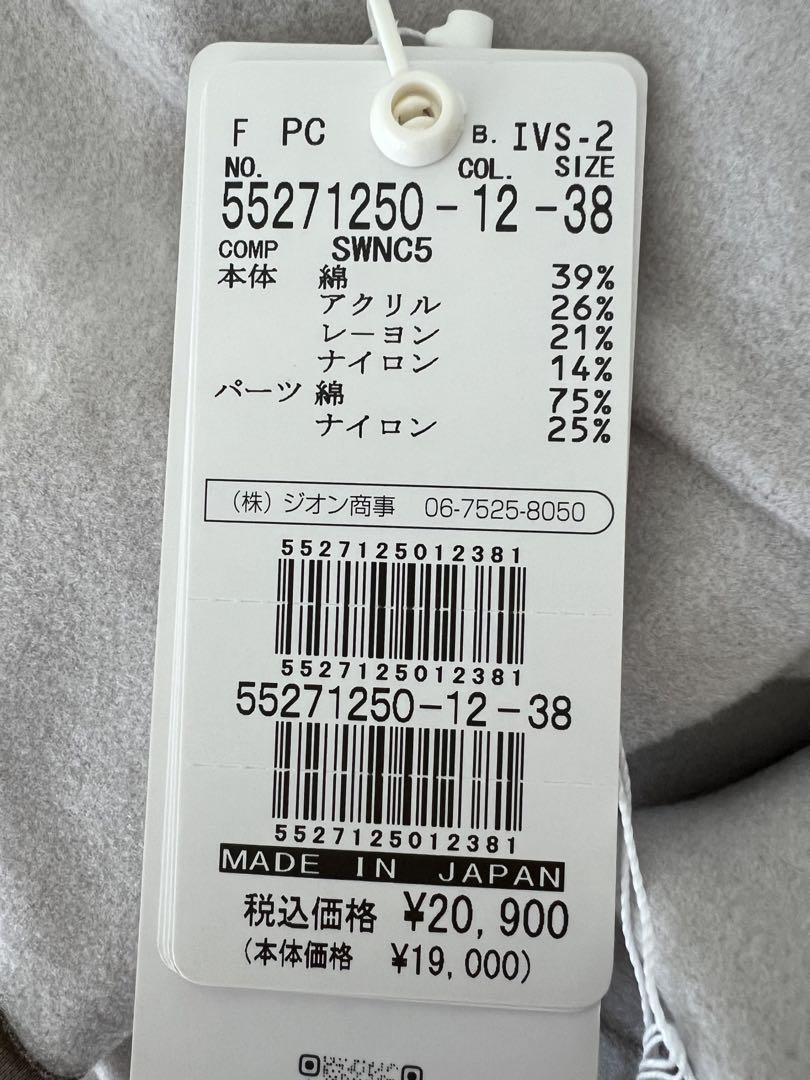 F PC B. IVS-2
NO. COL. SIZE
55271250-12-38
COMP SWNC5
本体 綿 39%
アクリル 26%
レーヨン 21%
ナイロン 14%
パーツ 綿 75%
ナイロン 25%
（株）ジオン商事 06-7525-8050
5527125012381
5527125012381
55271250-12-38
5527125012381
MADE IN JAPAN
税込価格 ¥20,900
(本体価格 ¥19,000)